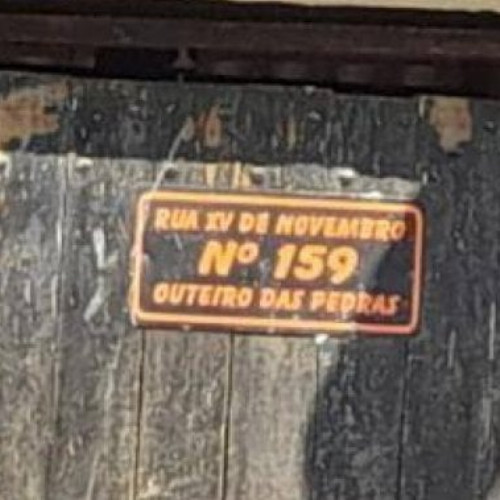 RUA XV DE NOVEMBRO
Nº 159
OUTEIRO DAS PEDRAS